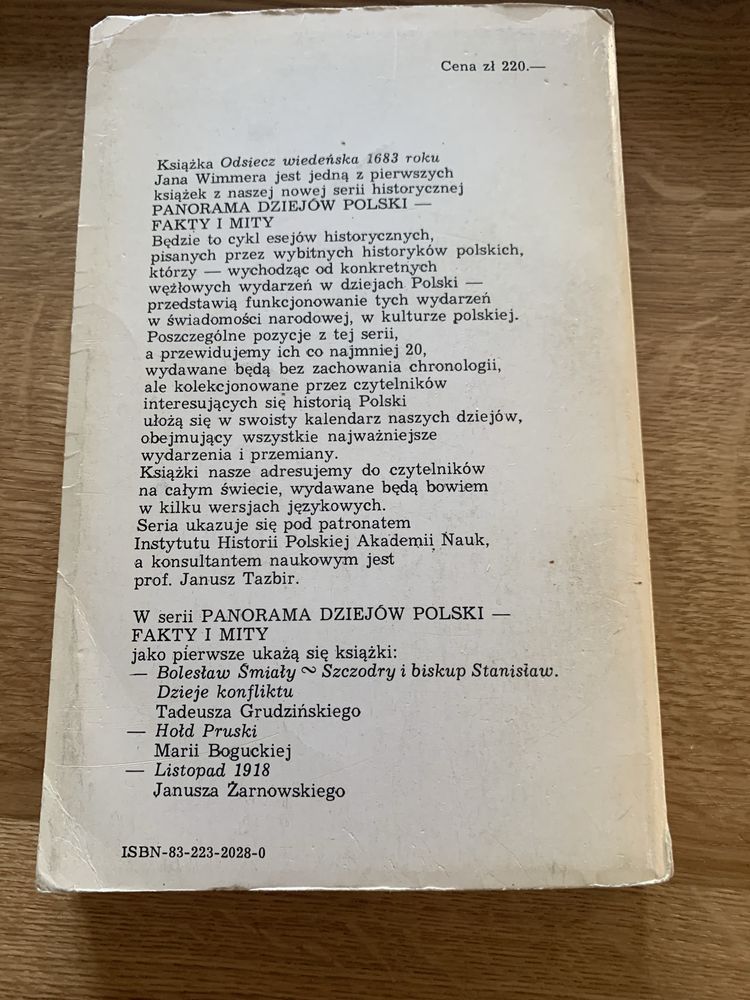 Cena zł 220.—
Książka Odsiecz wiedeńska 1683 roku
Jana Wimmera jest jedną z pierwszych
książek z naszej nowej serii historycznej
PANORAMA DZIEJÓW POLSKI —
FAKTY I MITY
Będzie to cykl esejów historycznych,
pisanych przez wybitnych historyków polskich,
którzy — wychodząc od konkretnych
węzłowych wydarzeń w dziejach Polski —
przedstawią funkcjonowanie tych wydarzeń
w świadomości narodowej, w kulturze polskiej.
Poszczególne pozycje z tej serii,
a przewidujemy ich co najmniej 20,
wydawane będą bez zachowania chronologii,
ale kolekcjonowane przez czytelników
interesujących się historią Polski
ułożą się w swoisty kalendarz naszych dziejów,
obejmujący wszystkie najważniejsze
wydarzenia i przemiany.
Książki nasze adresujemy do czytelników
na całym świecie, wydawane będą bowiem
w kilku wersjach językowych.
Seria ukazuje się pod patronatem
Instytutu Historii Polskiej Akademii Nauk,
a konsultantem naukowym jest
prof. Janusz Tazbir.
W serii PANORAMA DZIEJÓW POLSKI —
FAKTY I MITY
jako pierwsze ukażą się książki:
— Bolesław Śmiały ∾ Szczodry i biskup Stanisław.
Dzieje konfliktu
Tadeusza Grudzińskiego
— Hołd Pruski
Marii Boguckiej
— Listopad 1918
Janusza Żarnowskiego
ISBN-83-223-2028-0